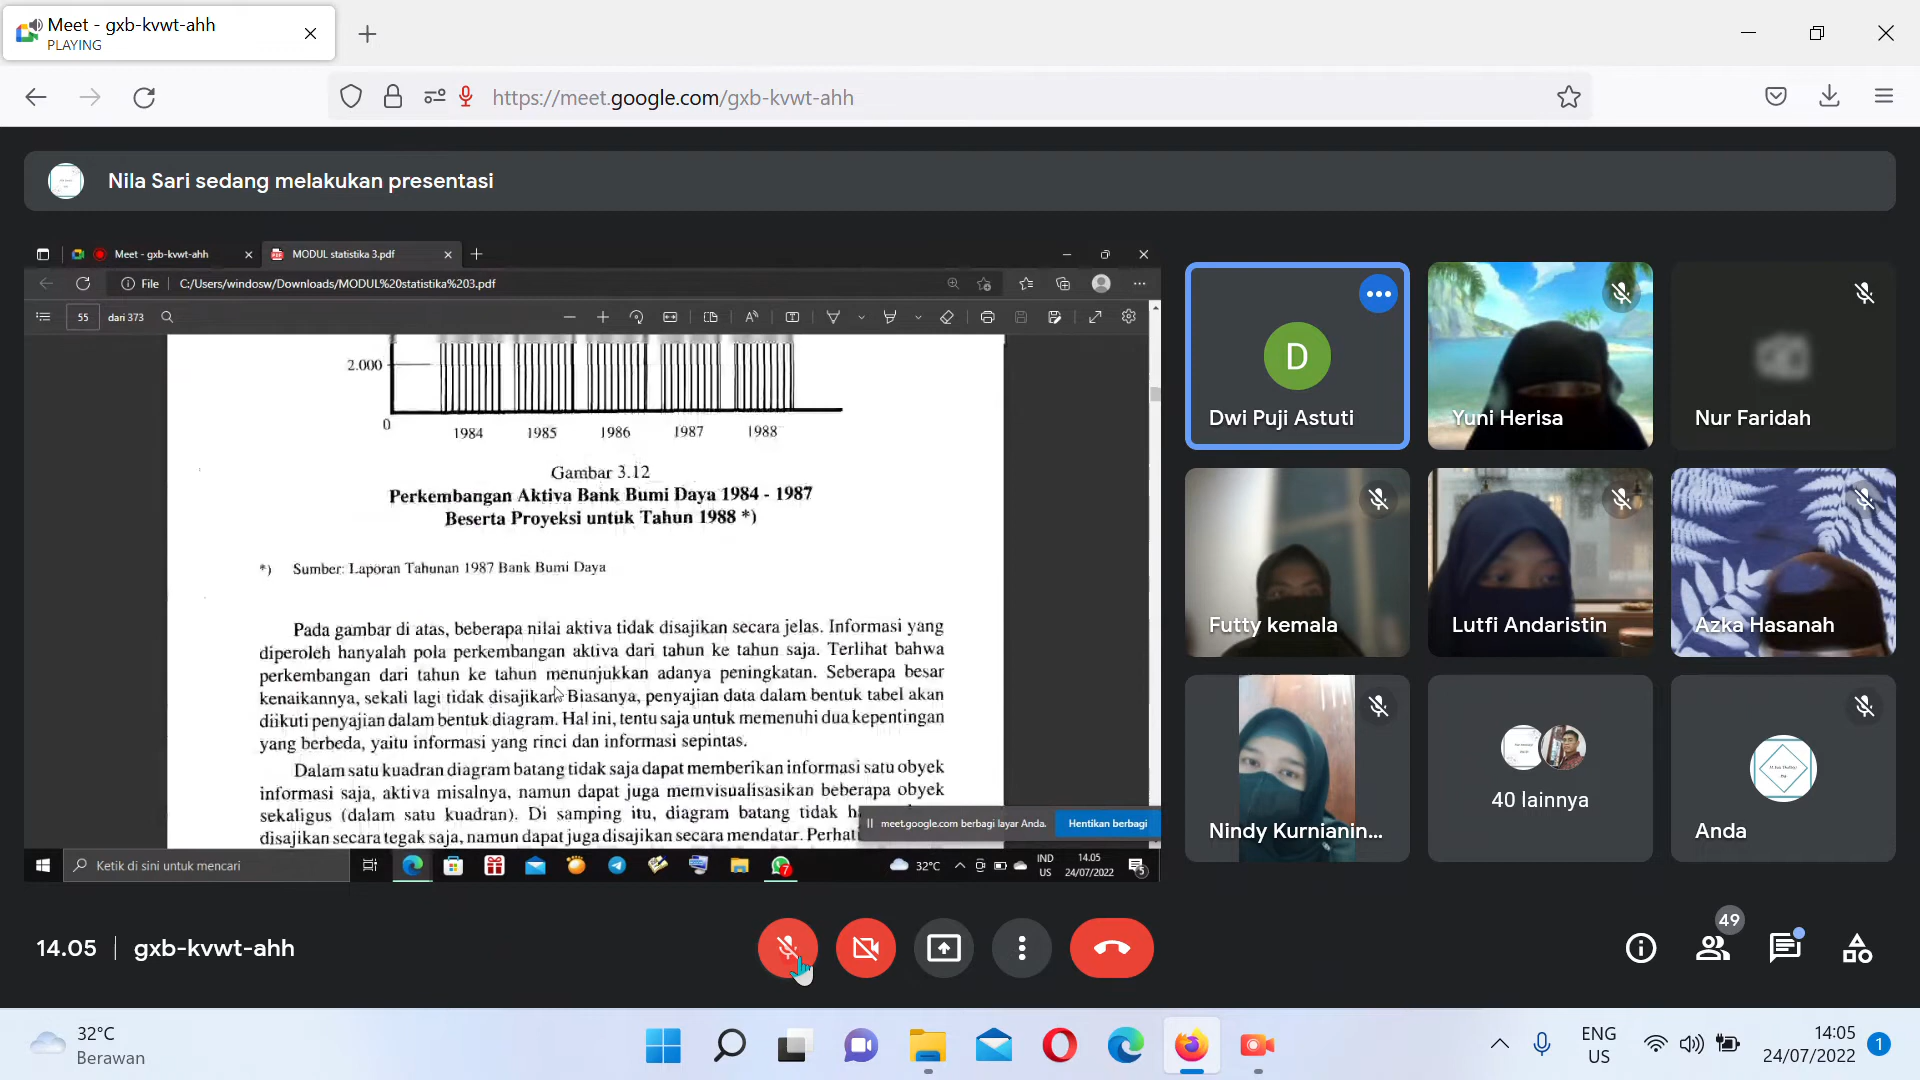 Meet - gxb-kvwt-ahh
PLAYING
https://meet.google.com/gxb-kvwt-ahh
Nila Sari sedang melakukan presentasi
Meet - gxb-kvwt-ahh
MODUL statistika 3.pdf
File
C:/Users/windosw/Downloads/MODUL%20statistika%203.pdf
55
dari 373
2.000
0
1984 1985 1986 1987 1988
Gambar 3.12
Perkembangan Aktiva Bank Bumi Daya 1984 - 1987
Beserta Proyeksi untuk Tahun 1988 *)
*) Sumber: Laporan Tahunan 1987 Bank Bumi Daya
Pada gambar di atas, beberapa nilai aktiva tidak disajikan secara jelas. Informasi yang
diperoleh hanyalah pola perkembangan aktiva dari tahun ke tahun saja. Terlihat bahwa
perkembangan dari tahun ke tahun menunjukkan adanya peningkatan. Seberapa besar
kenaikannya, sekali lagi tidak disajikan. Biasanya, penyajian data dalam bentuk tabel akan
diikuti penyajian dalam bentuk diagram. Hal ini, tentu saja untuk memenuhi dua kepentingan
yang berbeda, yaitu informasi yang rinci dan informasi sepintas.
Dalam satu kuadran diagram batang tidak saja dapat memberikan informasi satu obyek
informasi saja, aktiva misalnya, namun dapat juga memvisualisasikan beberapa obyek
sekaligus (dalam satu kuadran). Di samping itu, diagram batang tidak
disajikan secara tegak saja, namun dapat juga disajikan secara mendatar.
meet.google.com berbagi layar Anda.
Hentikan berbagi
Ketik di sini untuk mencari
7
32°C
IND
US
14.05
24/07/2022
5
D
Dwi Puji Astuti
Yuni Herisa
Nur Faridah
Futty kemala
Lutfi Andaristin
Azka Hasanah
Nindy Kurnianin...
40 lainnya
Anda
14.05 | gxb-kvwt-ahh
49
32°C
Berawan
ENG
US
14:05
24/07/2022
1